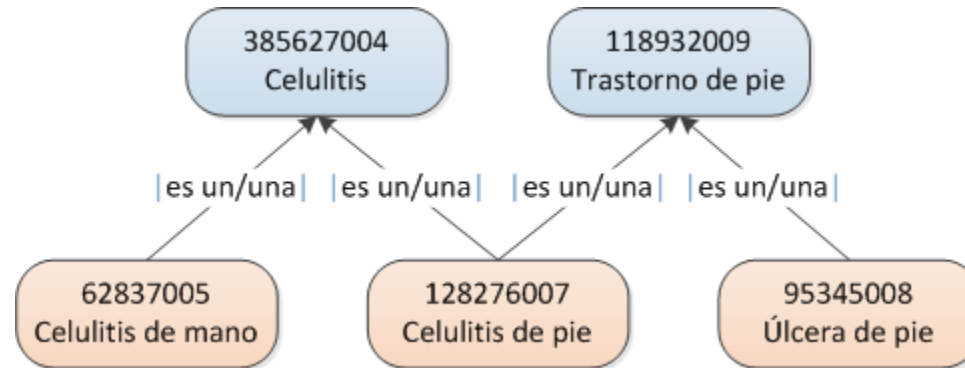 385627004
Celulitis
118932009
Trastorno de pie
|es un/una|
|es un/una|
|es un/una|
|es un/una|
62837005
Celulitis de mano
128276007
Celulitis de pie
95345008
Úlcera de pie